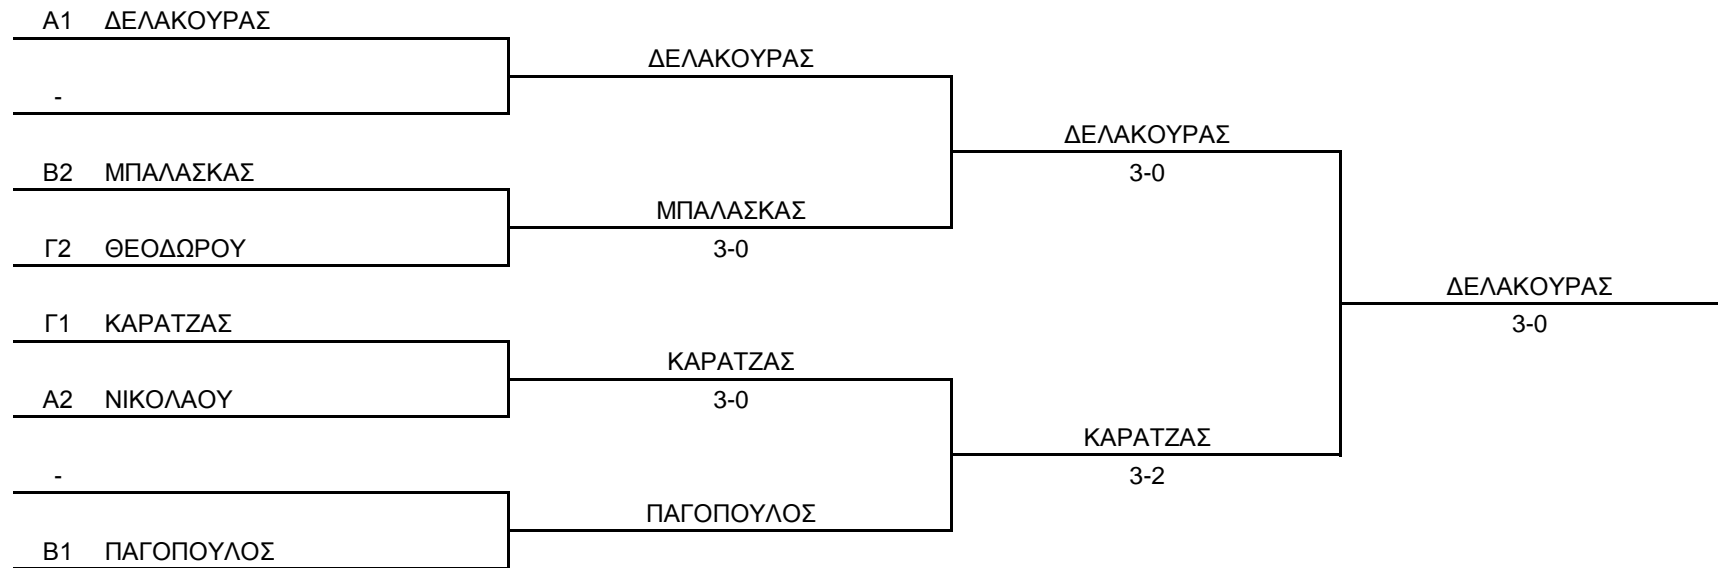 Α1 ΔΕΛΑΚΟΥΡΑΣ
ΔΕΛΑΚΟΥΡΑΣ
-
ΔΕΛΑΚΟΥΡΑΣ
Β2 ΜΠΑΛΑΣΚΑΣ
3-0
ΜΠΑΛΑΣΚΑΣ
Γ2 ΘΕΟΔΩΡΟΥ
3-0
ΔΕΛΑΚΟΥΡΑΣ
Γ1 ΚΑΡΑΤΖΑΣ
3-0
ΚΑΡΑΤΖΑΣ
Α2 ΝΙΚΟΛΑΟΥ
3-0
ΚΑΡΑΤΖΑΣ
-
3-2
ΠΑΓΟΠΟΥΛΟΣ
Β1 ΠΑΓΟΠΟΥΛΟΣ